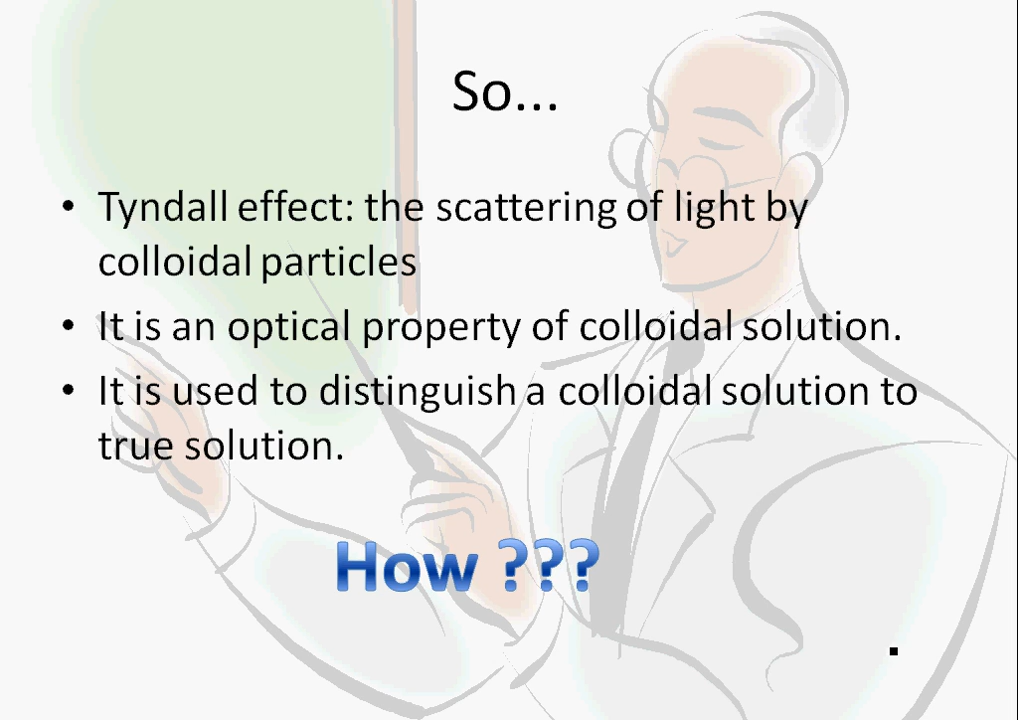 So...
• Tyndall effect: the scattering of light by
colloidal particles
• It is an optical property of colloidal solution.
• It is used to distinguish a colloidal solution to
true solution.
How ???
.